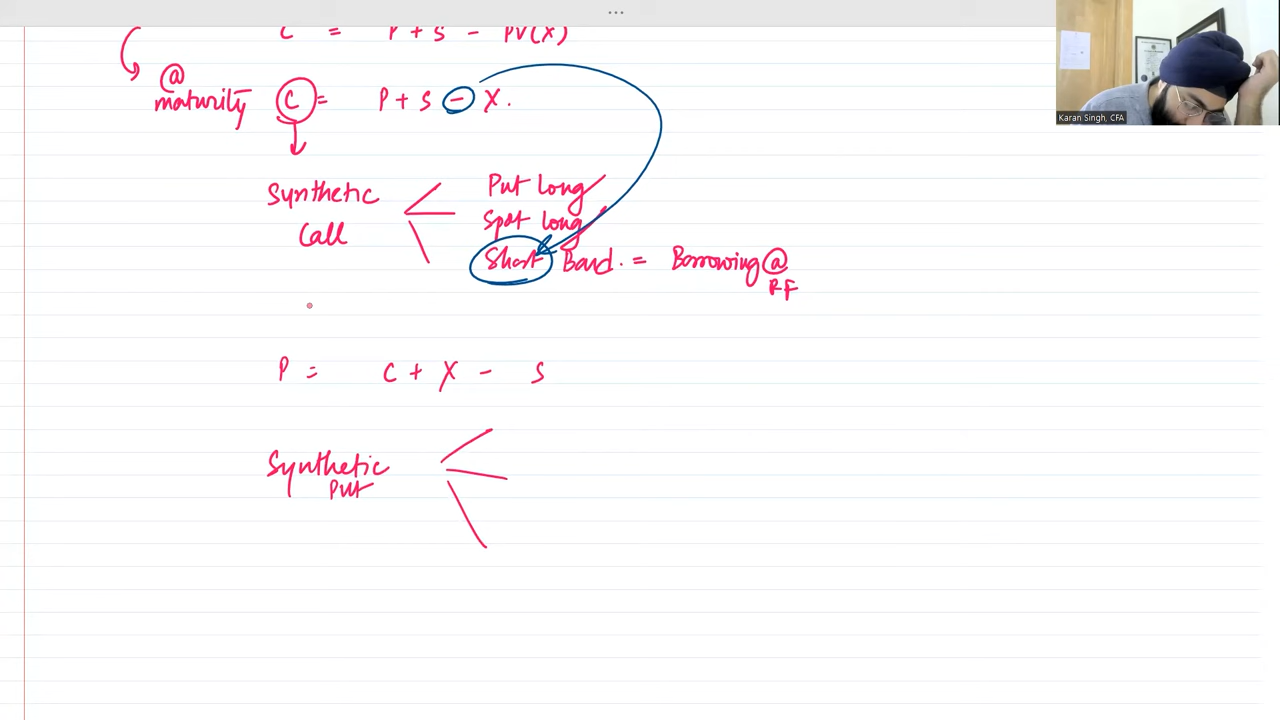 C = P + S - PV(X)
@
maturity C = P + S - X.
Synthetic
Call
Put long
Spot long
Short Bond. = Borrowing @
RF
P = C + X - S
Synthetic
Put
Karan Singh, CFA